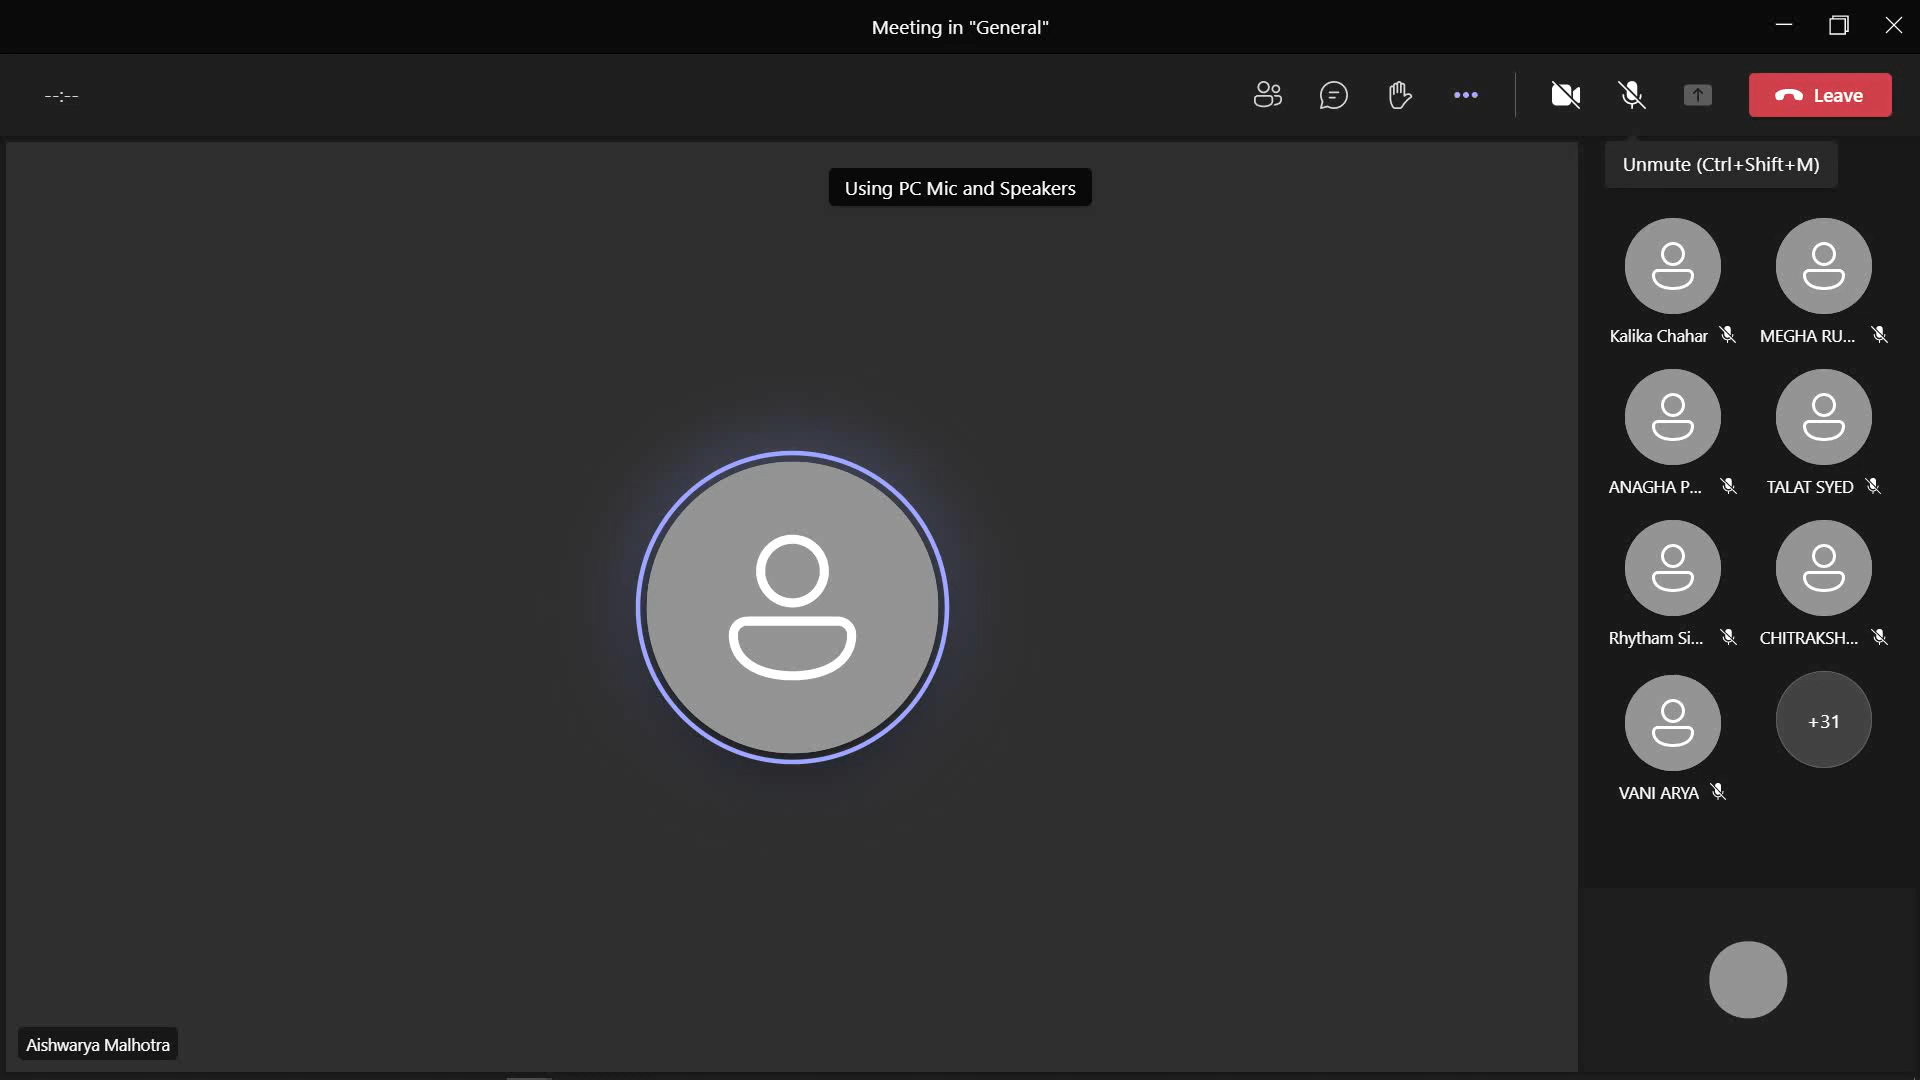 Meeting in "General"
--:--
Leave
Unmute (Ctrl+Shift+M)
Using PC Mic and Speakers
Kalika Chahar
MEGHA RU...
ANAGHA P...
TALAT SYED
Rhytham Si...
CHITRAKSH...
VANI ARYA
+31
Aishwarya Malhotra